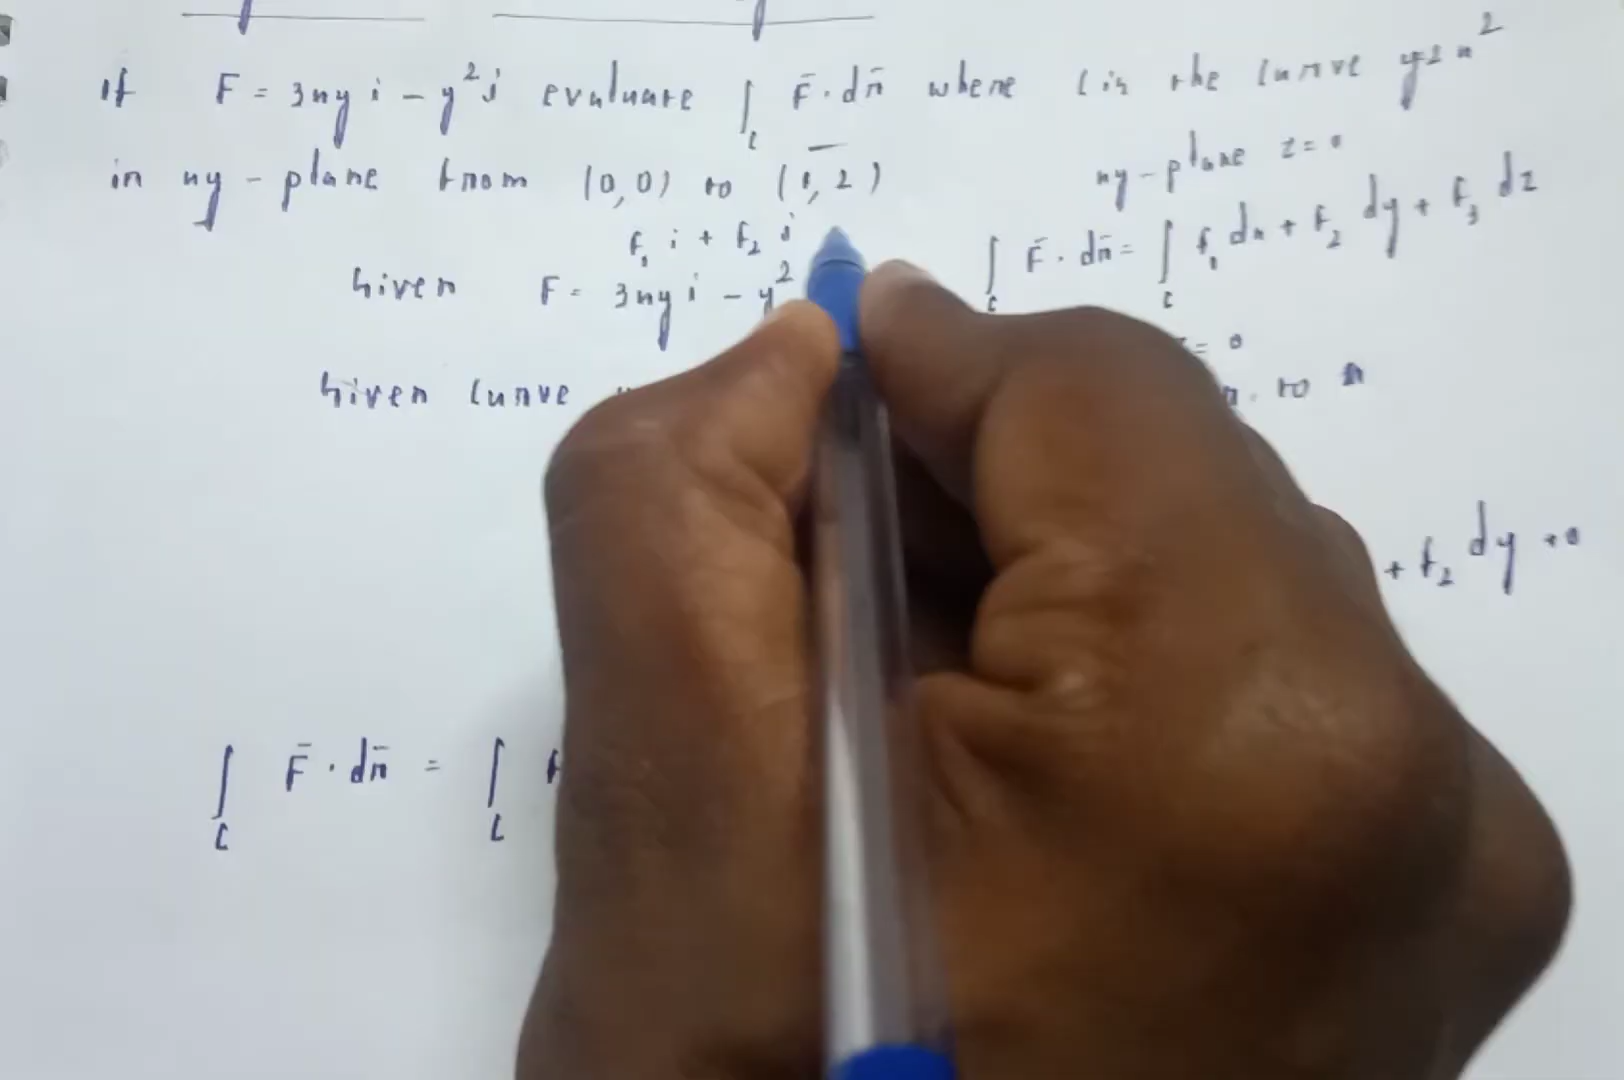 If F = 3xy i - y² j evaluate ∫c F̄ · dr̄ where C is the curve y = x²
in xy - plane from (0,0) to (1, 2)
xy - plane z = 0
f₁ i + f₂ j
∫c F̄ · dr̄ = ∫c f₁ dx + f₂ dy + f₃ dz
Given F = 3xy i - y²
= 0
Given curve
to x
+ f₂ dy + 0
∫c F̄ · dr̄ = ∫c f